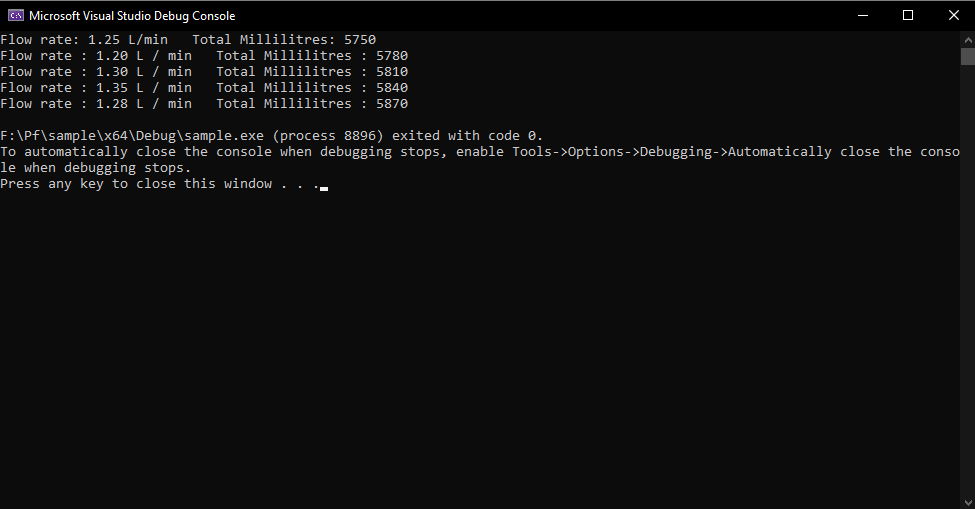 Microsoft Visual Studio Debug Console
Flow rate: 1.25 L/min   Total Millilitres: 5750
Flow rate : 1.20 L / min   Total Millilitres : 5780
Flow rate : 1.30 L / min   Total Millilitres : 5810
Flow rate : 1.35 L / min   Total Millilitres : 5840
Flow rate : 1.28 L / min   Total Millilitres : 5870
F:\Pf\sample\x64\Debug\sample.exe (process 8896) exited with code 0.
To automatically close the console when debugging stops, enable Tools->Options->Debugging->Automatically close the conso
le when debugging stops.
Press any key to close this window . . .